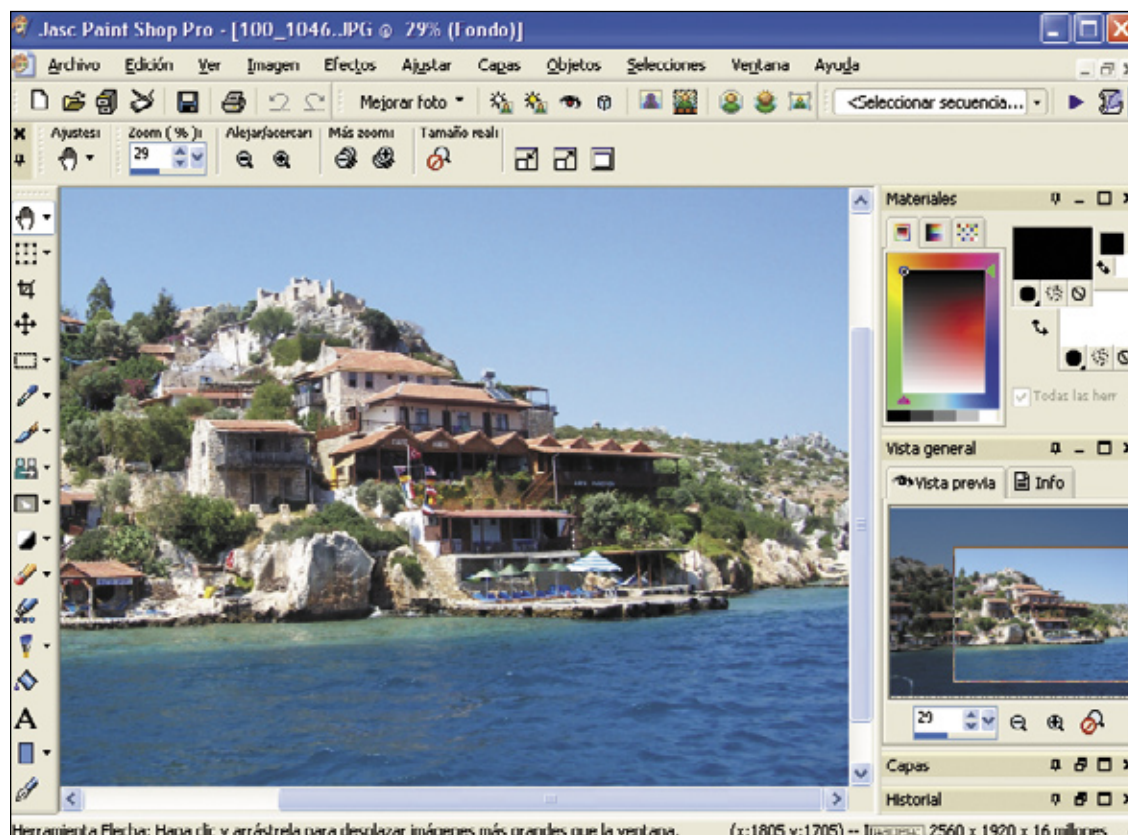 Jasc Paint Shop Pro - [100_1046..JPG @ 29% (Fondo)]
Archivo Edición Ver Imagen Efectos Ajustar Capas Objetos Selecciones Ventana Ayuda
Mejorar foto <Seleccionar secuencia...
Ajustes: Zoom ( % ): Alejar/acercar: Más zoom: Tamaño real:
29
Materiales
Todas las herr
Vista general
Vista previa Info
29
Capas
Historial
A
Herramienta Flecha: Haga clic y arrástrela para desplazar imágenes más grandes que la ventana. (x:1805 y:1705) -- Imagen: 2560 x 1920 x 16 millones